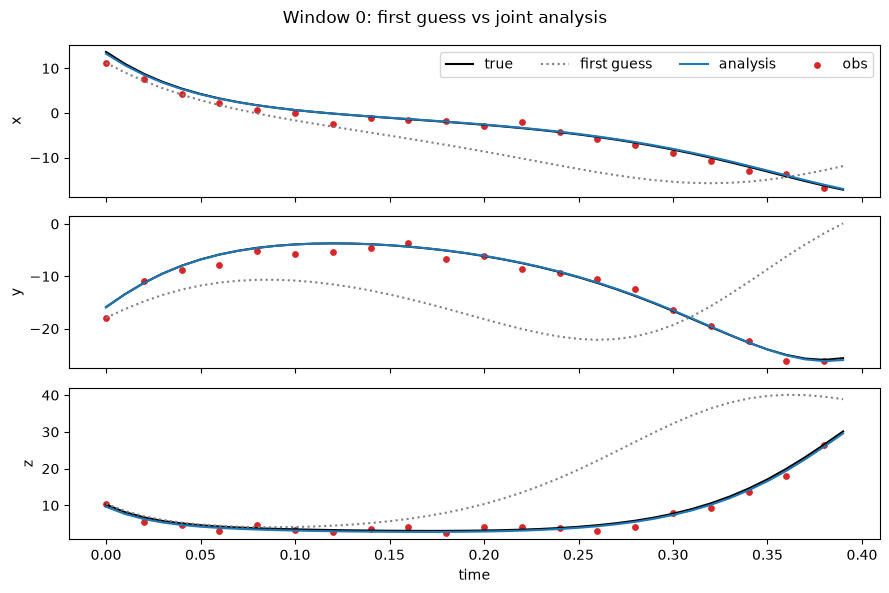 Window 0: first guess vs joint analysis
true first guess analysis obs
10
0
−10
x
0
−10
−20
y
40
30
20
10
z
0.00 0.05 0.10 0.15 0.20 0.25 0.30 0.35 0.40
time